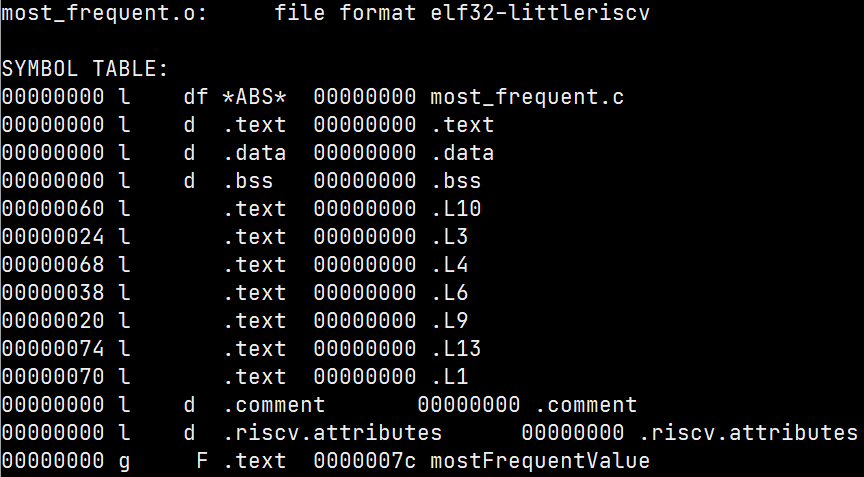 most_frequent.o:     file format elf32-littleriscv

SYMBOL TABLE:
00000000 l    df *ABS*  00000000 most_frequent.c
00000000 l    d  .text  00000000 .text
00000000 l    d  .data  00000000 .data
00000000 l    d  .bss   00000000 .bss
00000060 l       .text  00000000 .L10
00000024 l       .text  00000000 .L3
00000068 l       .text  00000000 .L4
00000038 l       .text  00000000 .L6
00000020 l       .text  00000000 .L9
00000074 l       .text  00000000 .L13
00000070 l       .text  00000000 .L1
00000000 l    d  .comment       00000000 .comment
00000000 l    d  .riscv.attributes      00000000 .riscv.attributes
00000000 g     F .text  0000007c mostFrequentValue